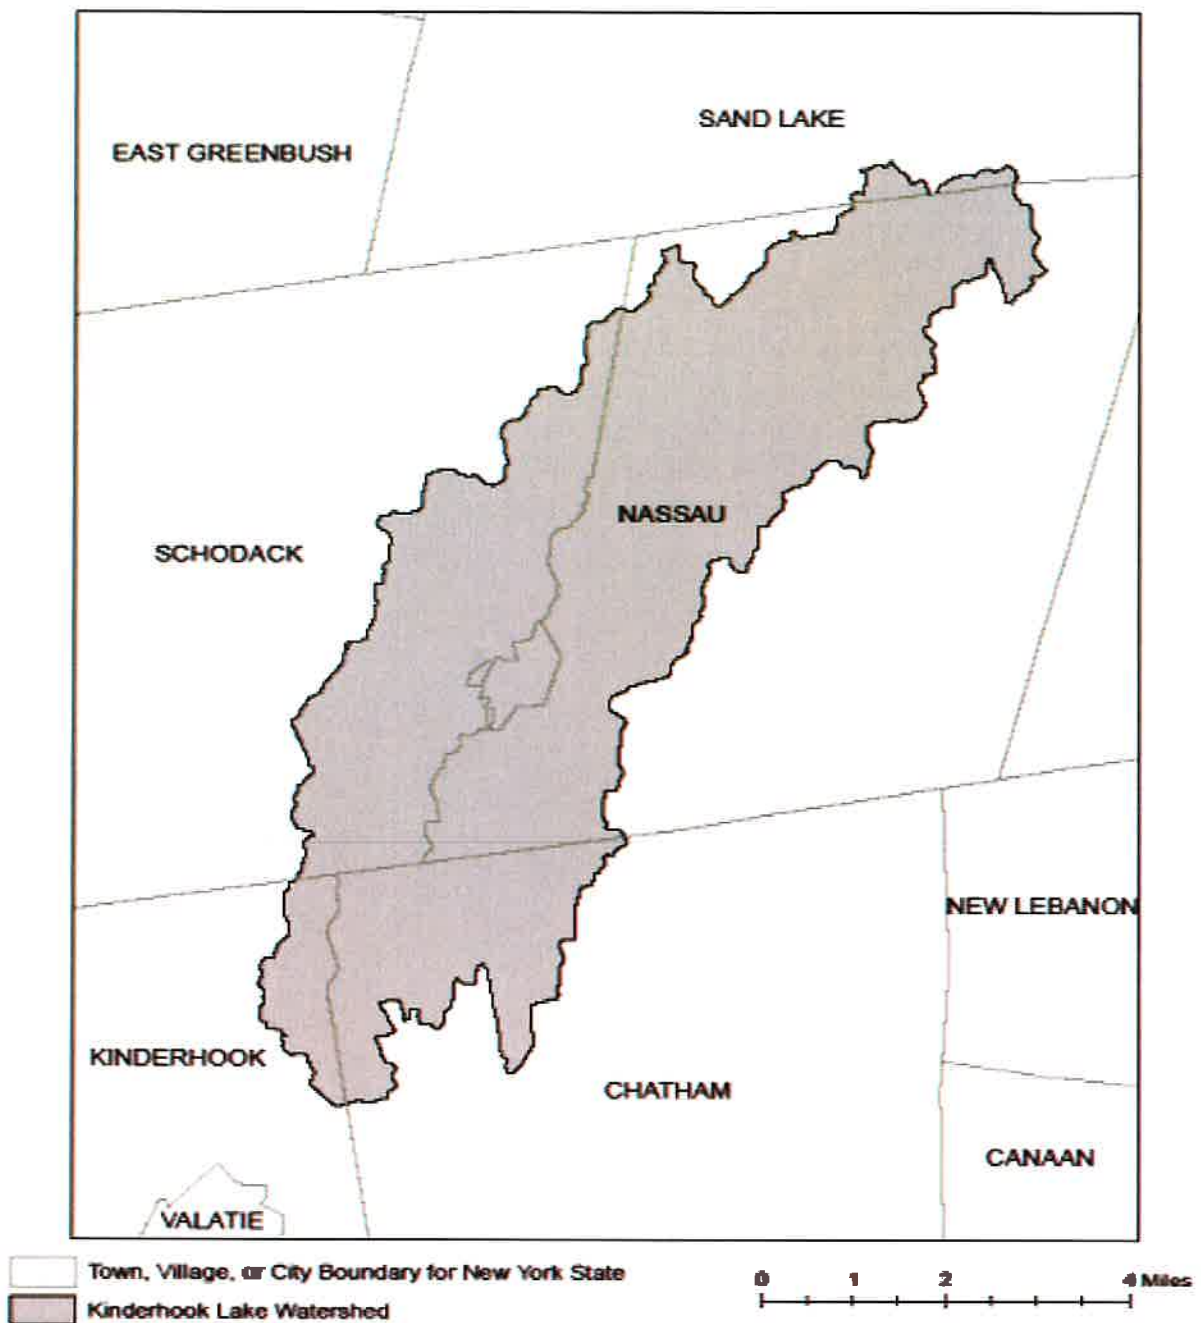 SAND LAKE
EAST GREENBUSH
NASSAU
SCHODACK
NEW LEBANON
KINDERHOOK
CHATHAM
CANAAN
VALATIE
Town, Village, or City Boundary for New York State
Kinderhook Lake Watershed
0 1 2 4 Miles